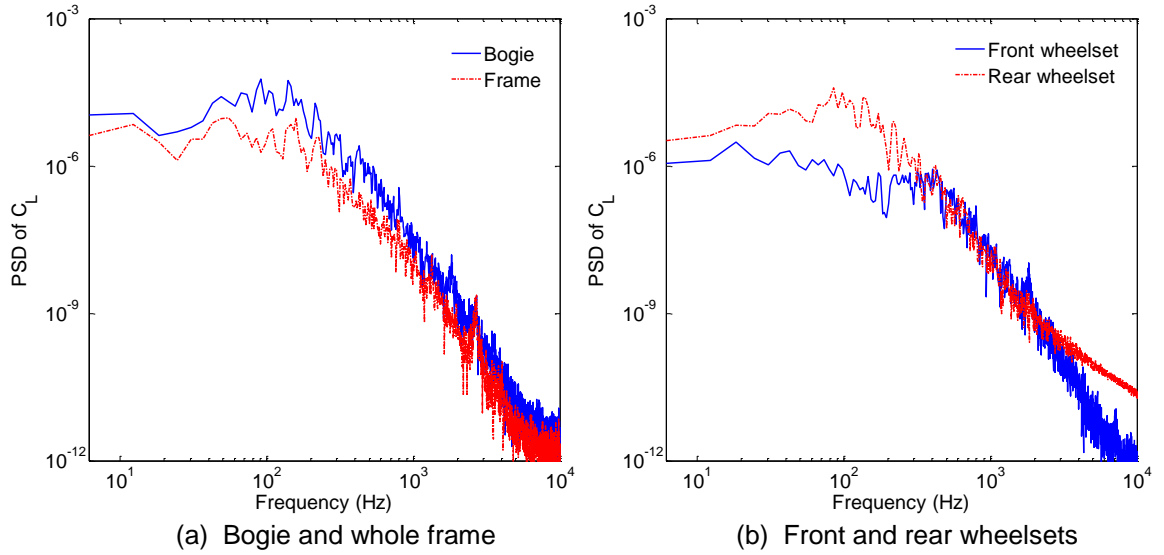 10^-3
10^-6
10^-9
10^-12
PSD of C_L
Bogie
Frame
10^1
10^2
10^3
10^4
Frequency (Hz)
(a) Bogie and whole frame
10^-3
10^-6
10^-9
10^-12
PSD of C_L
Front wheelset
Rear wheelset
10^1
10^2
10^3
10^4
Frequency (Hz)
(b) Front and rear wheelsets